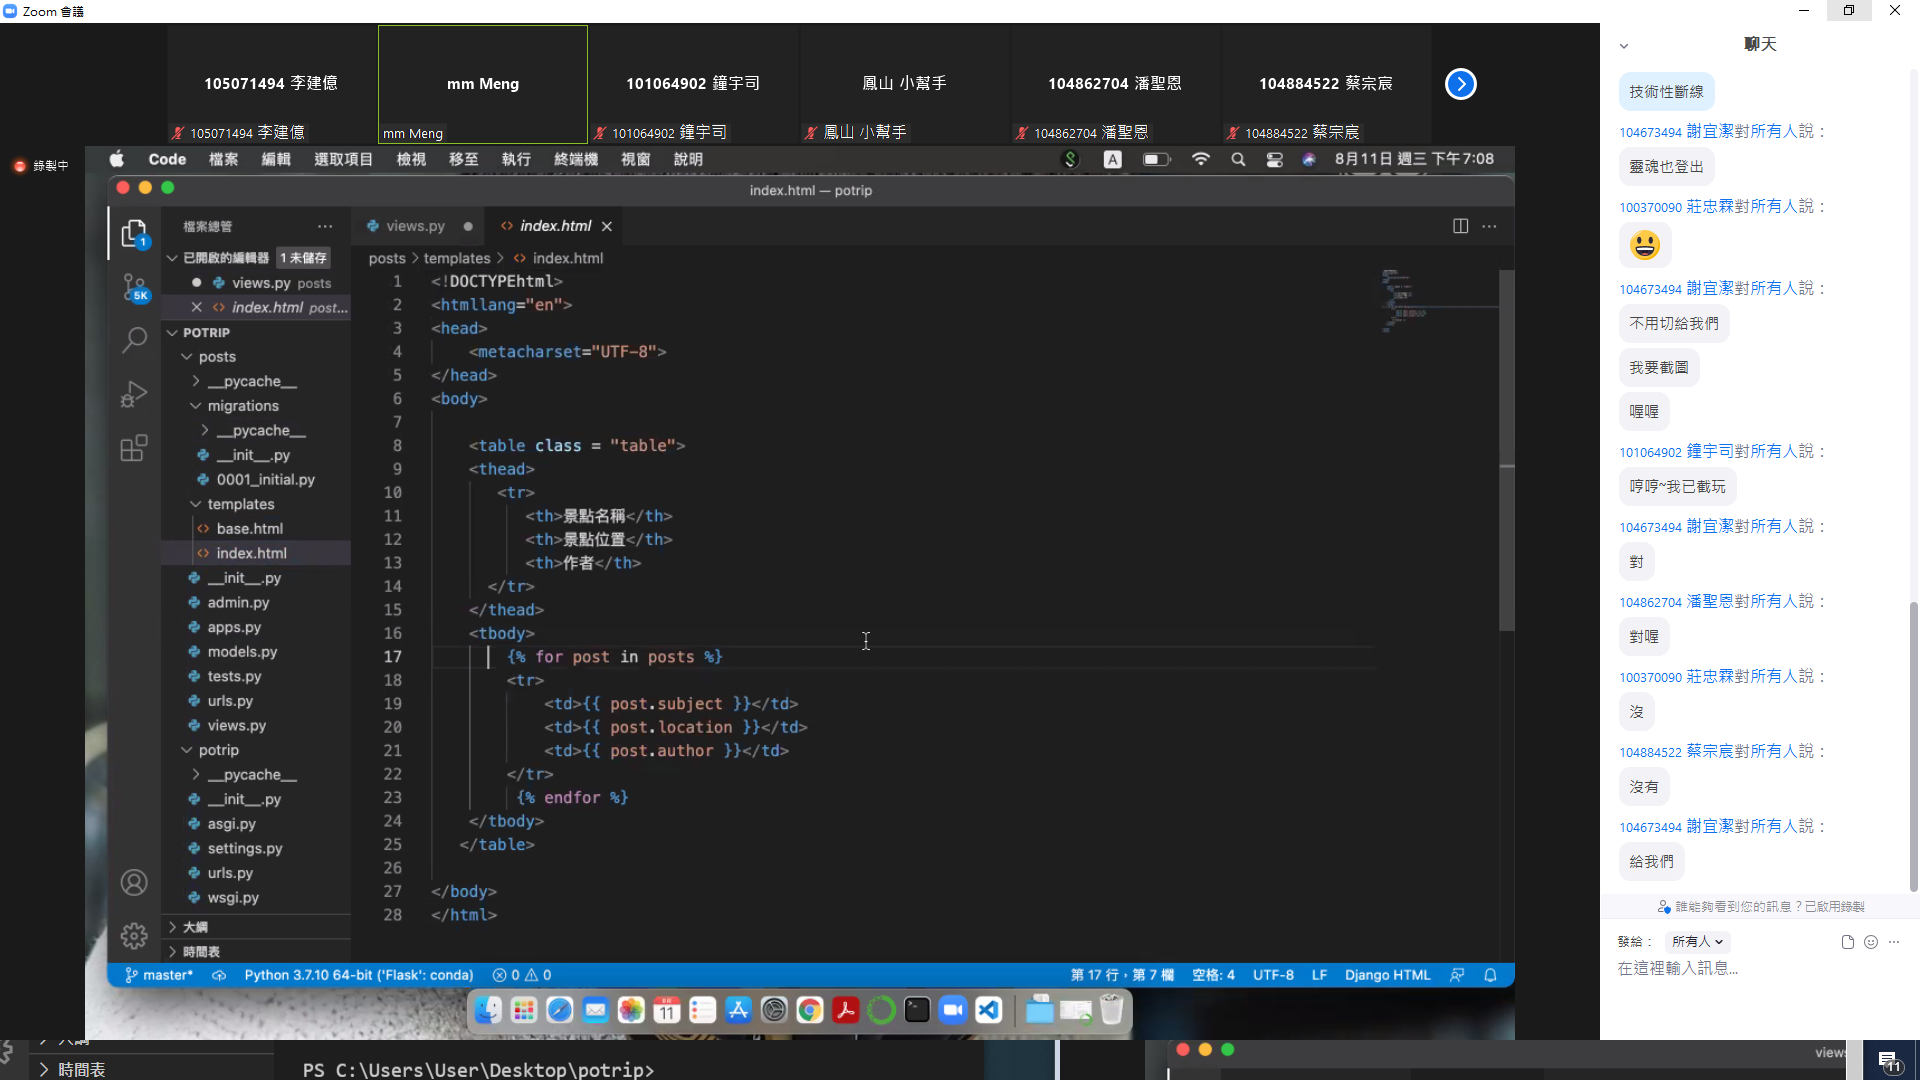 Zoom 會議
105071494 李建億
mm Meng
101064902 鐘宇司
鳳山 小幫手
104862704 潘聖恩
104884522 蔡宗宸
105071494 李建億
mm Meng
101064902 鐘宇司
鳳山 小幫手
104862704 潘聖恩
104884522 蔡宗宸
錄製中
Code 檔案 編輯 選取項目 檢視 移至 執行 終端機 視窗 說明
A
8月11日 週三 下午7:08
index.html — potrip
檔案總管
已開啟的編輯器 1 未儲存
views.py posts
index.html post...
POTRIP
posts
__pycache__
migrations
__pycache__
__init__.py
0001_initial.py
templates
base.html
index.html
__init__.py
admin.py
apps.py
models.py
tests.py
urls.py
views.py
potrip
__pycache__
__init__.py
asgi.py
settings.py
urls.py
wsgi.py
大綱
時間表
1
5K
views.py
index.html
posts > templates > index.html
1 <!DOCTYPEhtml>
2 <htmllang="en">
3 <head>
4 <metacharset="UTF-8">
5 </head>
6 <body>
7
8 <table class = "table">
9 <thead>
10 <tr>
11 <th>景點名稱</th>
12 <th>景點位置</th>
13 <th>作者</th>
14 </tr>
15 </thead>
16 <tbody>
17 {% for post in posts %}
18 <tr>
19 <td>{{ post.subject }}</td>
20 <td>{{ post.location }}</td>
21 <td>{{ post.author }}</td>
22 </tr>
23 {% endfor %}
24 </tbody>
25 </table>
26
27 </body>
28 </html>
master* Python 3.7.10 64-bit ('Flask': conda) 0 0
第 17 行，第 7 欄 空格: 4 UTF-8 LF Django HTML
11
時間表
PS C:\Users\User\Desktop\potrip>
views
11
聊天
技術性斷線
104673494 謝宜潔對所有人說：
靈魂也登出
100370090 莊忠霖對所有人說：
104673494 謝宜潔對所有人說：
不用切給我們
我要截圖
喔喔
101064902 鐘宇司對所有人說：
哼哼~我已截玩
104673494 謝宜潔對所有人說：
對
104862704 潘聖恩對所有人說：
對喔
100370090 莊忠霖對所有人說：
沒
104884522 蔡宗宸對所有人說：
沒有
104673494 謝宜潔對所有人說：
給我們
誰能夠看到您的訊息？已啟用錄製
發給： 所有人
在這裡輸入訊息...